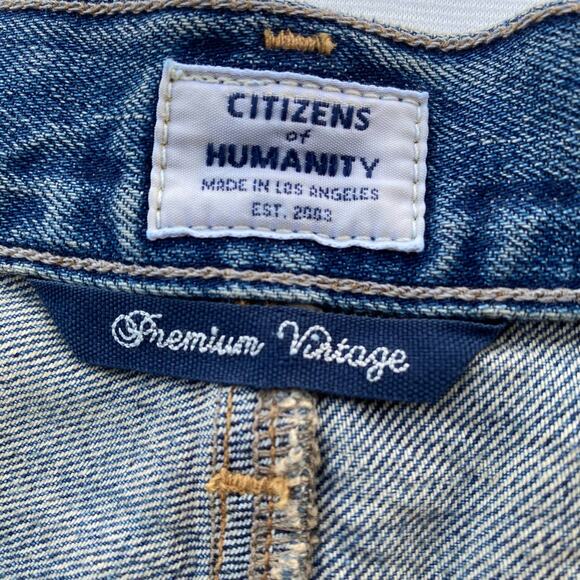 CITIZENS
of
HUMANITY
MADE IN LOS ANGELES
EST. 2003
Premium Vintage